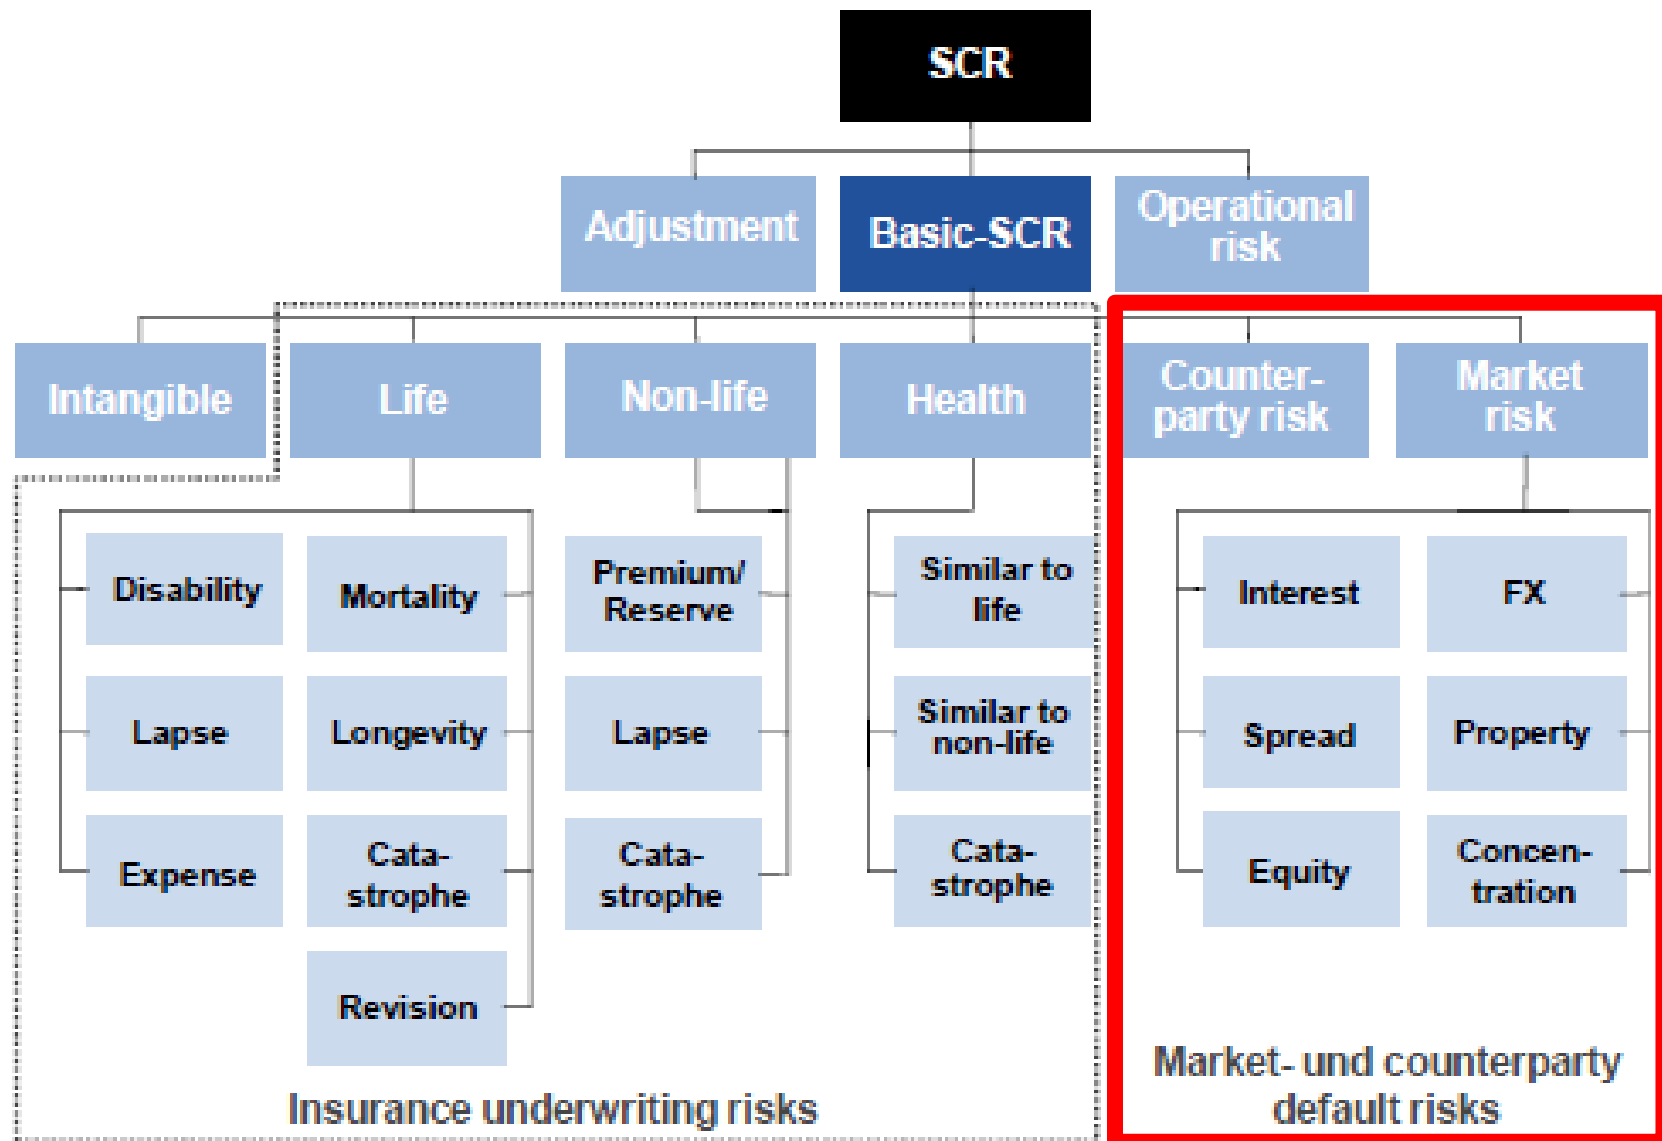 SCR
Adjustment
Basic-SCR
Operational
risk
Intangible
Life
Non-life
Health
Counter-
party risk
Market
risk
Disability
Mortality
Premium/
Reserve
Similar to
life
Interest
FX
Lapse
Longevity
Lapse
Similar to
non-life
Spread
Property
Expense
Cata-
strophe
Cata-
strophe
Cata-
strophe
Equity
Concen-
tration
Revision
Insurance underwriting risks
Market- und counterparty
default risks